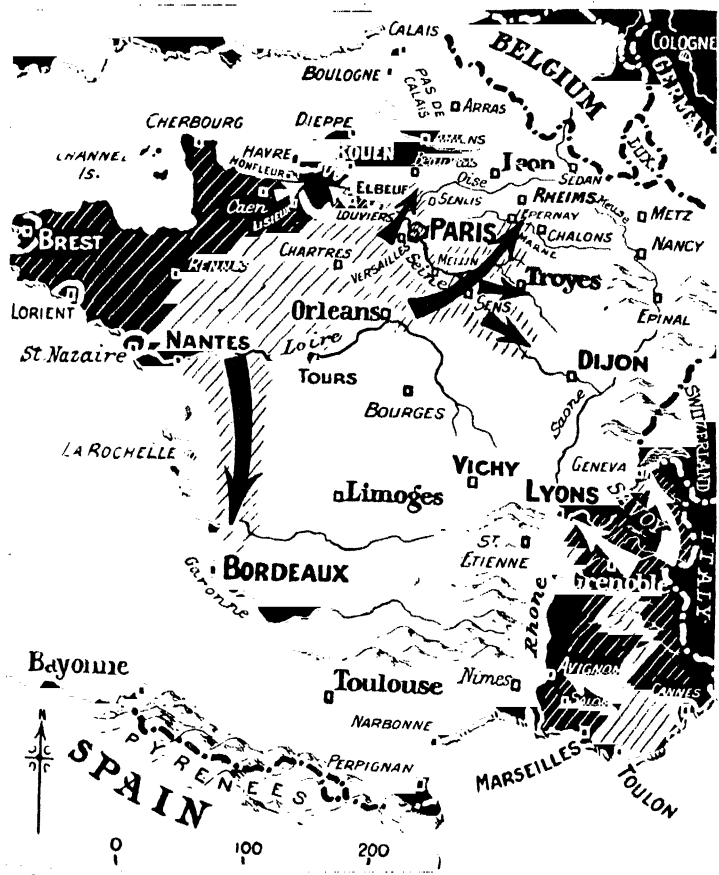 CALAIS
COLOGNE
BELGIUM
GERMANY
BOULOGNE
PAS DE
CALAIS
ARRAS
CHERBOURG
DIEPPE
LUX.
HAVRE
ROUEN
HONFLEUR
Oise
Laon
SEDAN
IS.
ELBEUF
Caen
LISIEUX
LOUVIERS
SENLIS
RHEIMS
Meuse
METZ
EPERNAY
BREST
PARIS
CHALONS
MARNE
NANCY
CHARTRES
VERSAILLES
RENNES
Seine
Troyes
LORIENT
Orleans
SENS
EPINAL
NANTES
Loire
St. Nazaire
TOURS
DIJON
BOURGES
Saone
SWITZERLAND
LA ROCHELLE
VICHY
GENEVA
Limoges
LYONS
SAVOY
ITALY
ST.
ETIENNE
BORDEAUX
Garonne
Grenoble
Rhone
Bayonne
Toulouse
Nimes
AVIGNON
CANNES
NARBONNE
N
PYRENEES
SPAIN
PERPIGNAN
MARSEILLES
TOULON
0 100 200